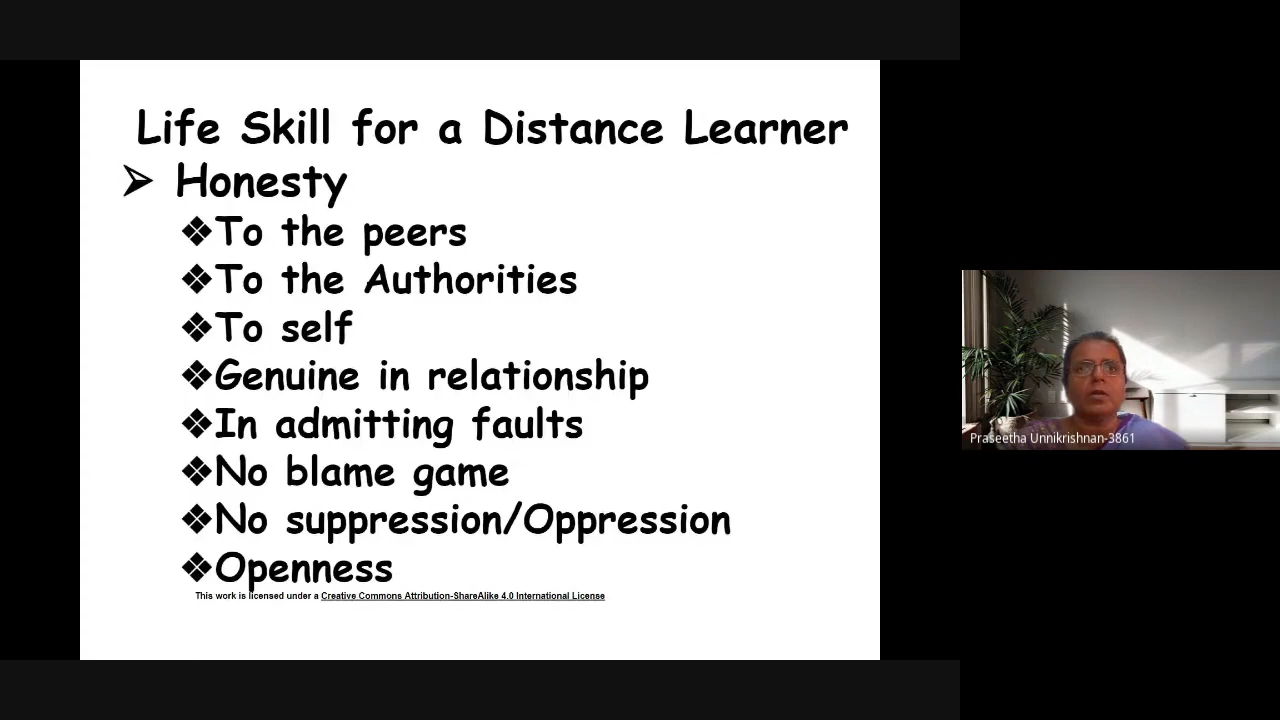 Life Skill for a Distance Learner
➢ Honesty
❖To the peers
❖To the Authorities
❖To self
❖Genuine in relationship
❖In admitting faults
❖No blame game
❖No suppression/Oppression
❖Openness
This work is licensed under a Creative Commons Attribution-ShareAlike 4.0 International License
Praseetha Unnikrishnan-3861